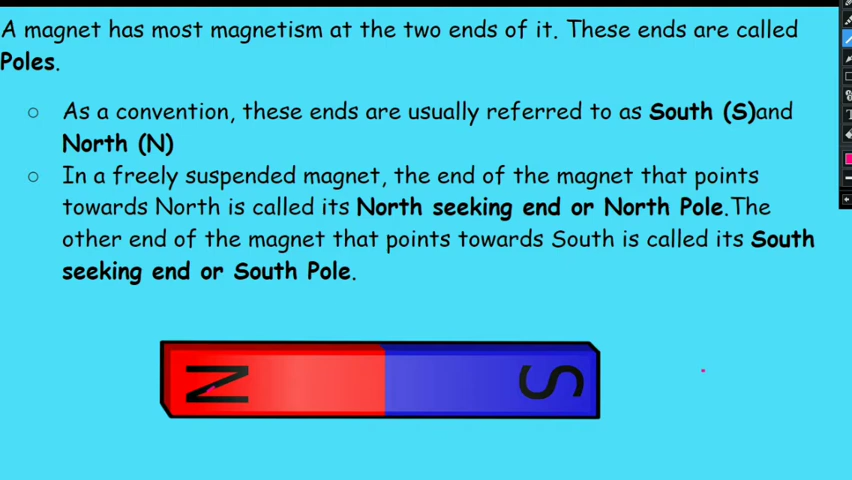 A magnet has most magnetism at the two ends of it. These ends are called
Poles.
○ As a convention, these ends are usually referred to as South (S)and
North (N)
○ In a freely suspended magnet, the end of the magnet that points
towards North is called its North seeking end or North Pole.The
other end of the magnet that points towards South is called its South
seeking end or South Pole.
N S